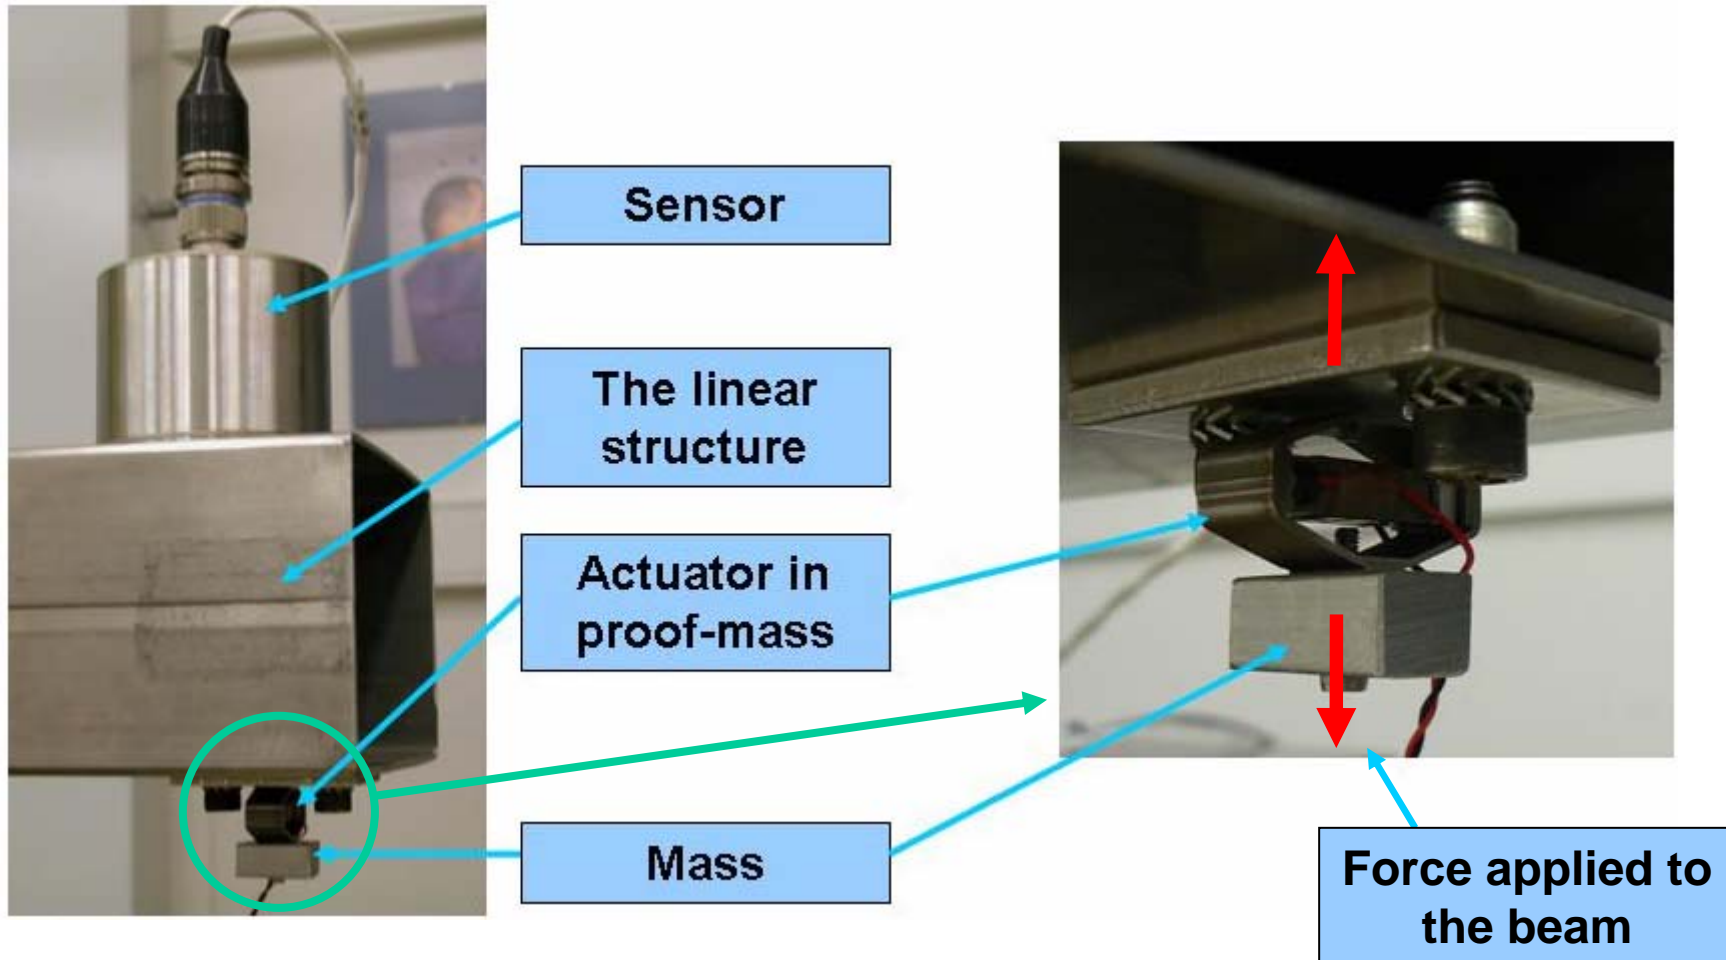 Sensor
The linear
structure
Actuator in
proof-mass
Mass
Force applied to
the beam